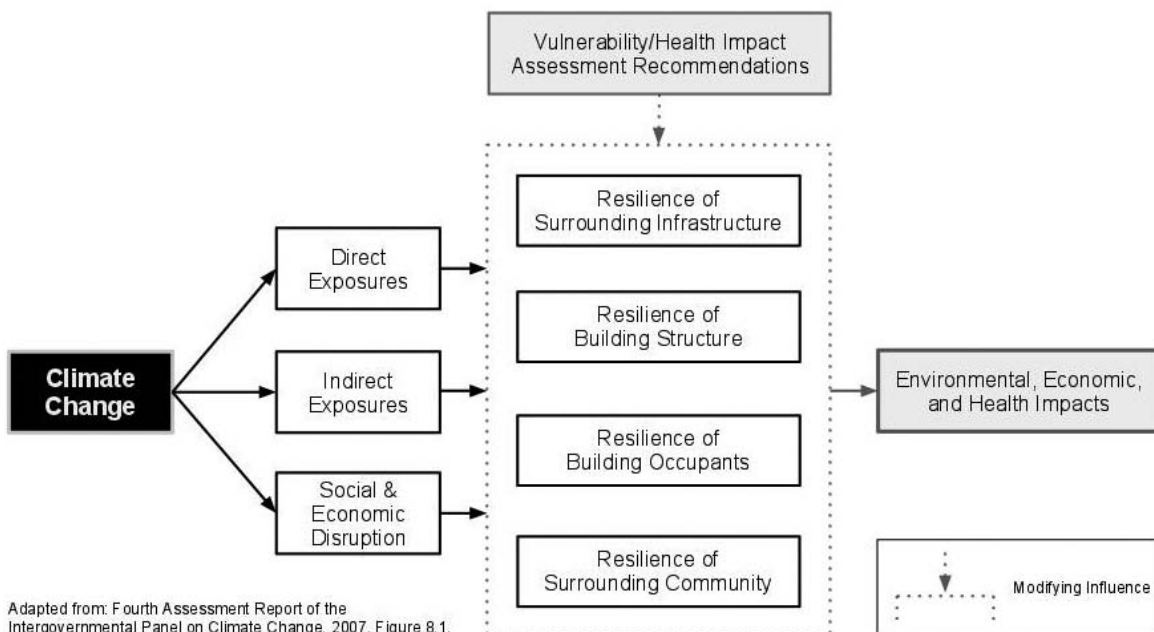 Vulnerability/Health Impact
Assessment Recommendations
Resilience of
Surrounding Infrastructure
Direct
Exposures
Resilience of
Building Structure
Climate
Change
Indirect
Exposures
Environmental, Economic,
and Health Impacts
Resilience of
Building Occupants
Social &
Economic
Disruption
Resilience of
Surrounding Community
Modifying Influence
Adapted from: Fourth Assessment Report of the
Intergovernmental Panel on Climate Change, 2007, Figure 8.1.